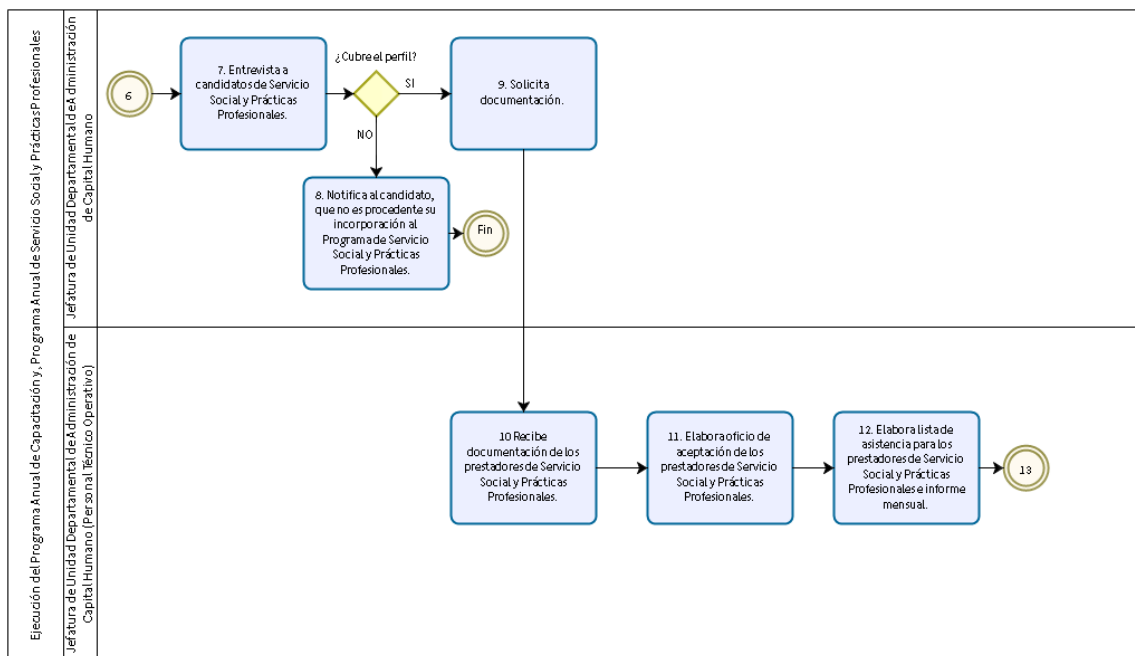 Ejecución del Programa Anual de Capacitación y, Programa Anual de Servicio Social y Prácticas Profesionales
Jefatura de Unidad Departamental de Administración
de Capital Humano
6
7. Entrevista a
candidatos de Servicio
Social y Prácticas
Profesionales.
¿Cubre el perfil?
SI
NO
9. Solicita
documentación.
8. Notifica al candidato,
que no es procedente su
incorporación al
Programa de Servicio
Social y Prácticas
Profesionales.
Fin
Jefatura de Unidad Departamental de Administración de
Capital Humano (Personal Técnico Operativo)
10 Recibe
documentación de los
prestadores de Servicio
Social y Prácticas
Profesionales.
11. Elabora oficio de
aceptación de los
prestadores de Servicio
Social y Prácticas
Profesionales.
12. Elabora lista de
asistencia para los
prestadores de Servicio
Social y Prácticas
Profesionales e informe
mensual.
13